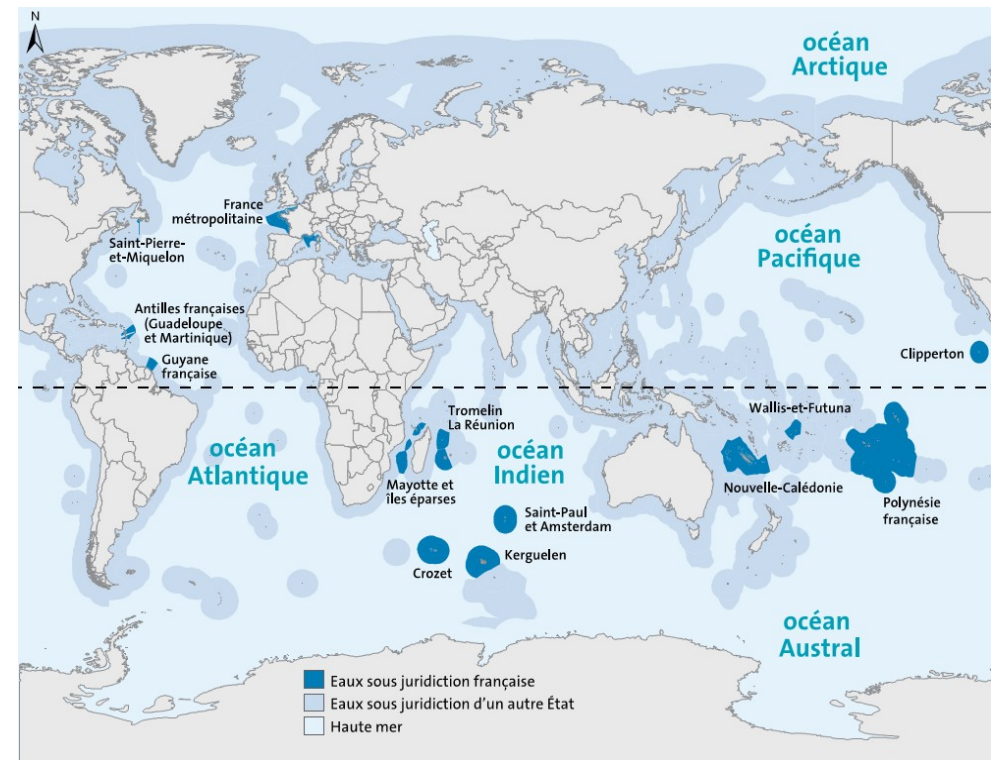 N
océan
Arctique
France
métropolitaine
Saint-Pierre-
et-Miquelon
océan
Pacifique
Antilles françaises
(Guadeloupe
et Martinique)
Guyane
française
Clipperton
océan
Atlantique
Tromelin
La Réunion
océan
Indien
Wallis-et-Futuna
Mayotte et
îles éparses
Nouvelle-Calédonie
Polynésie
française
Saint-Paul
et Amsterdam
Crozet
Kerguelen
océan
Austral
Eaux sous juridiction française
Eaux sous juridiction d'un autre État
Haute mer